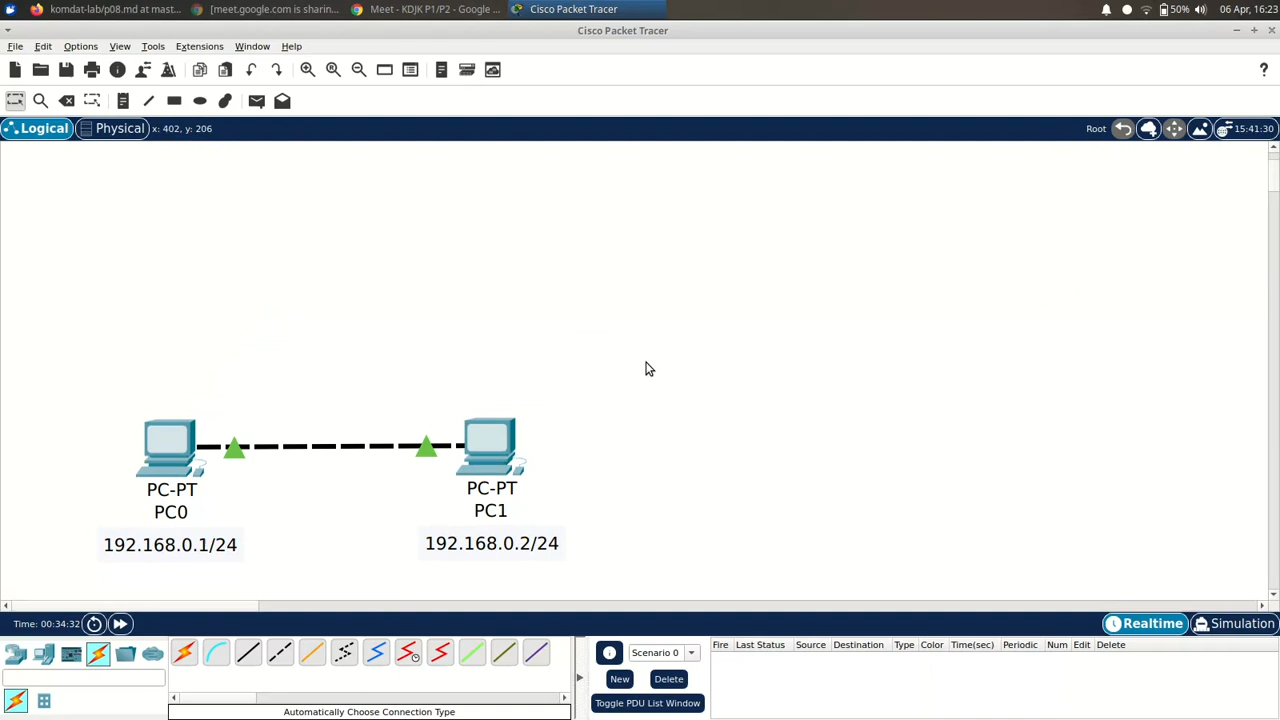 komdat-lab/p08.md at mast...
[meet.google.com is sharin...
Meet - KDJK P1/P2 - Google ...
Cisco Packet Tracer
50%
06 Apr, 16:23
Cisco Packet Tracer
File Edit Options View Tools Extensions Window Help
Logical Physical x: 402, y: 206
Root 15:41:30
PC-PT
PC0
192.168.0.1/24
PC-PT
PC1
192.168.0.2/24
Time: 00:34:32
Realtime Simulation
Automatically Choose Connection Type
Scenario 0
New Delete
Toggle PDU List Window
Fire Last Status Source Destination Type Color Time(sec) Periodic Num Edit Delete